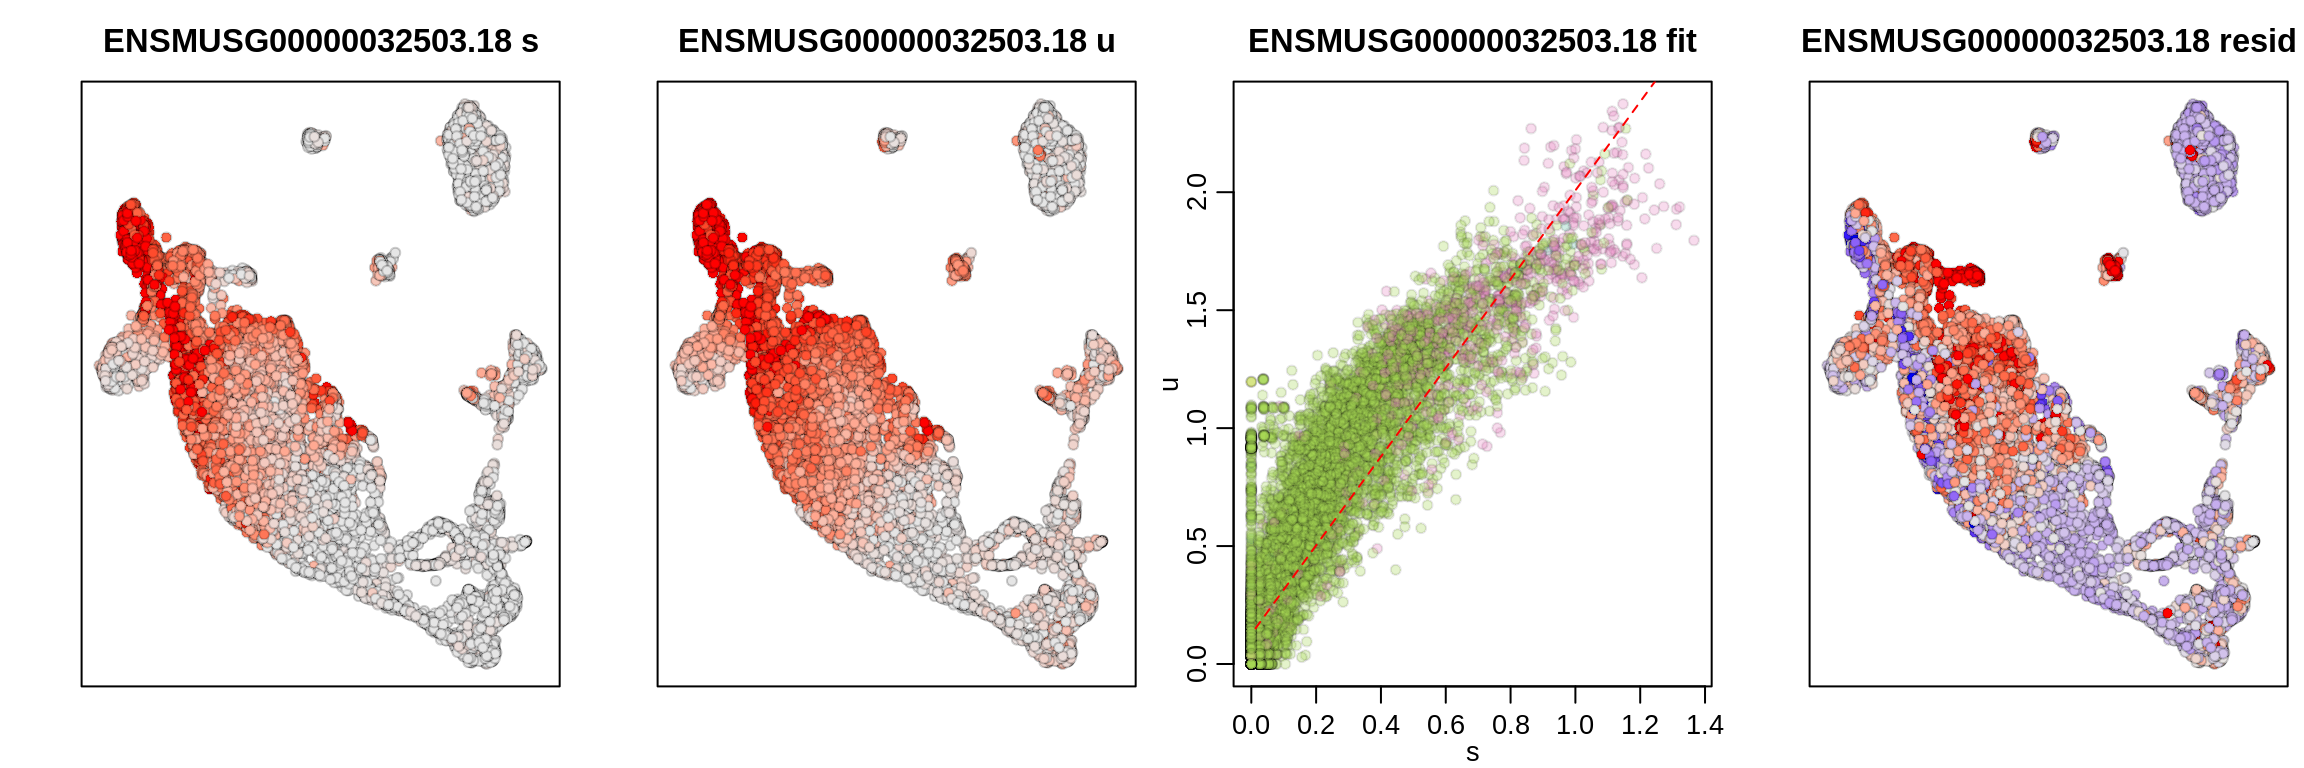 ENSMUSG00000032503.18 s
ENSMUSG00000032503.18 u
ENSMUSG00000032503.18 fit
ENSMUSG00000032503.18 resid
u
2.0
1.5
1.0
0.5
0.0
0.0 0.2 0.4 0.6 0.8 1.0 1.2 1.4
s